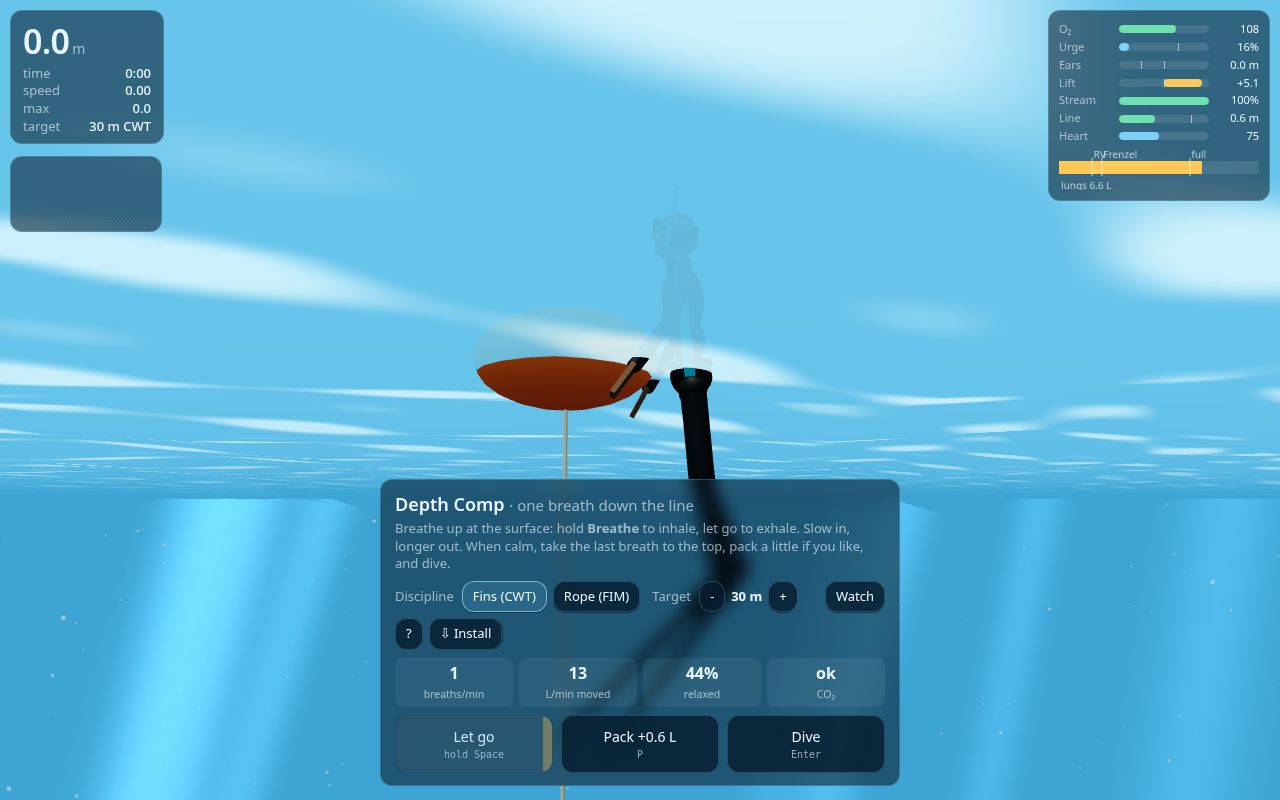 0.0 m
time 0:00
speed 0.00
max 0.0
target 30 m CWT
O₂ 108
Urge 16%
Ears 0.0 m
Lift +5.1
Stream 100%
Line 0.6 m
Heart 75
RV Frenzel full
lungs 6.6 L
Depth Comp · one breath down the line
Breathe up at the surface: hold Breathe to inhale, let go to exhale. Slow in,
longer out. When calm, take the last breath to the top, pack a little if you like,
and dive.
Discipline Fins (CWT) Rope (FIM) Target - 30 m + Watch
? ⇩ Install
1 13 44% ok
breaths/min L/min moved relaxed CO₂
Let go Pack +0.6 L Dive
hold Space P Enter